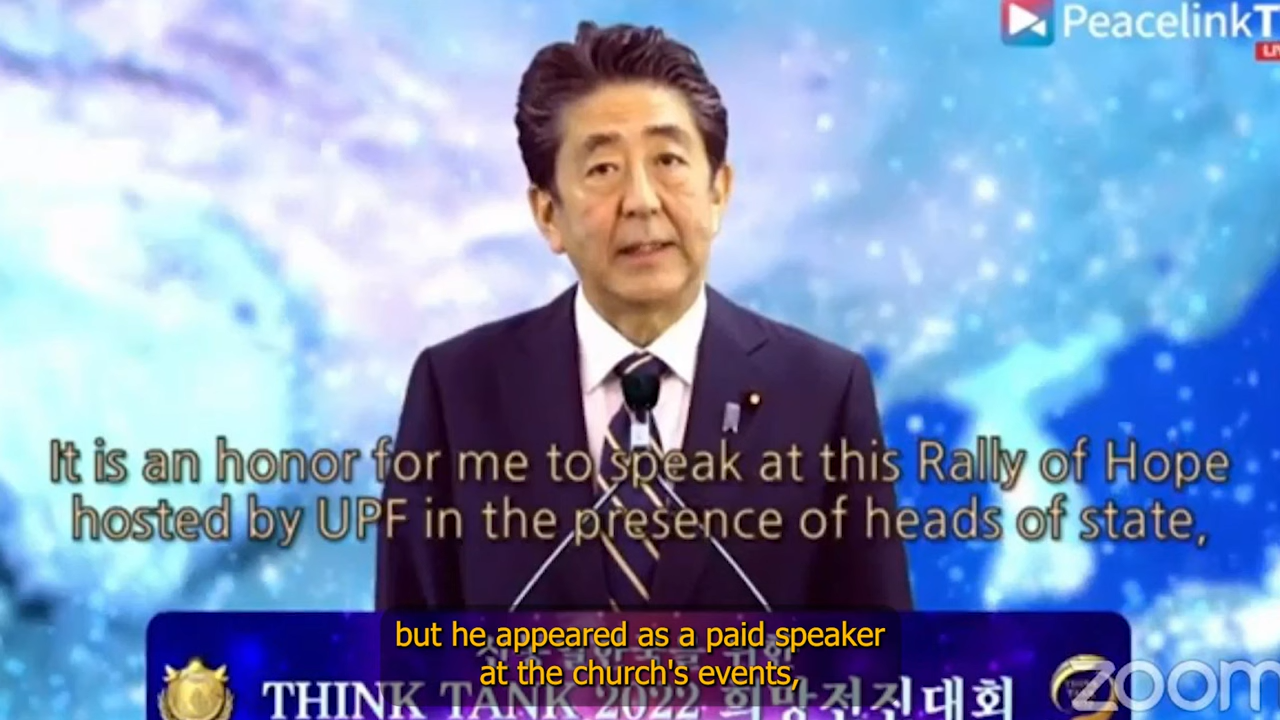 PeacelinkT
LIV
It is an honor for me to speak at this Rally of Hope
hosted by UPF in the presence of heads of state,
but he appeared as a paid speaker
at the church's events,
THINK TANK 2022 희망전진대회
zoom